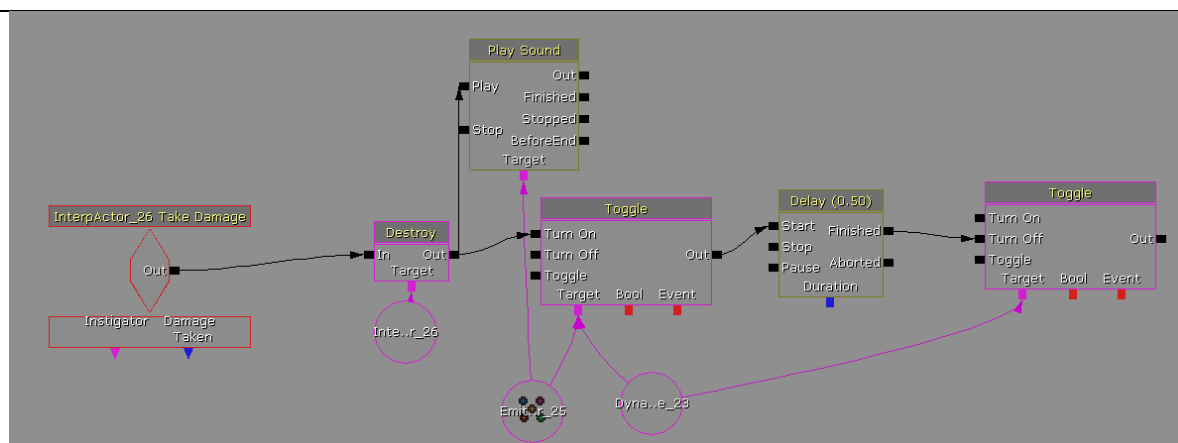 Play Sound
Out
Play
Finished
Stop
Stopped
BeforeEnd
Target
InterpActor_26 Take Damage
Out
Instigator Damage
Taken
Destroy
In Out
Target
Inte..r_26
Toggle
Turn On
Turn Off Out
Toggle
Target Bool Event
Delay (0.50)
Start Finished
Stop
Pause Aborted
Duration
Toggle
Turn On
Turn Off Out
Toggle
Target Bool Event
Emit..r_25
Dyna..e_23